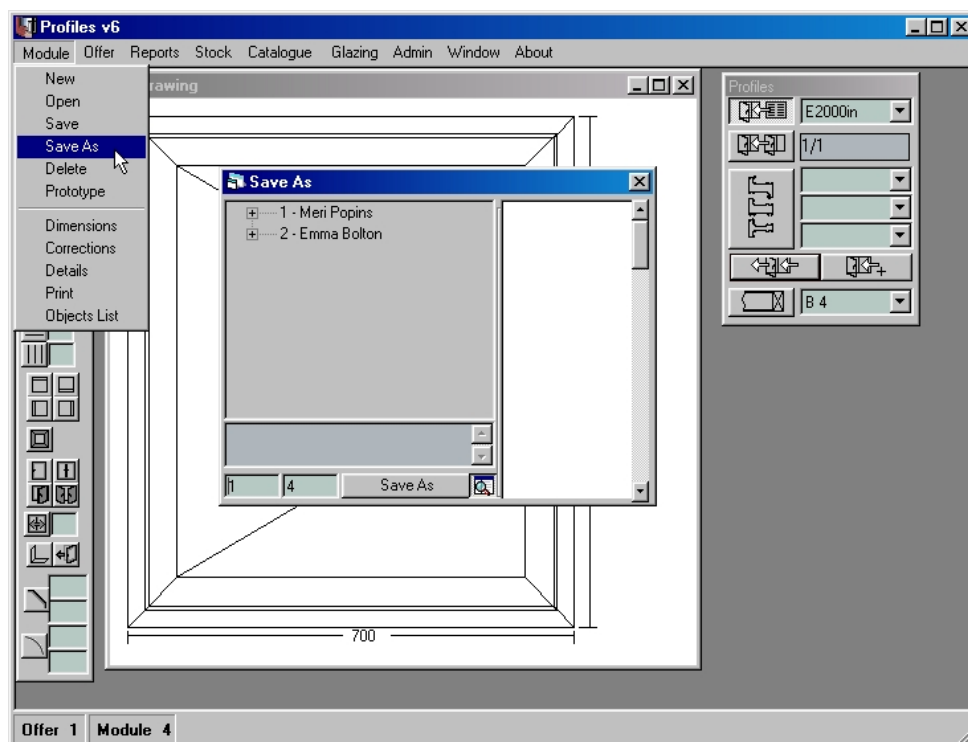 Profiles v6
Module Offer Reports Stock Catalogue Glazing Admin Window About
New
Open
Save
Save As
Delete
Prototype
Dimensions
Corrections
Details
Print
Objects List
rawing
Save As
1 - Meri Popins
2 - Emma Bolton
1 4 Save As
700
Profiles
E2000in
1/1
B 4
Offer 1 Module 4